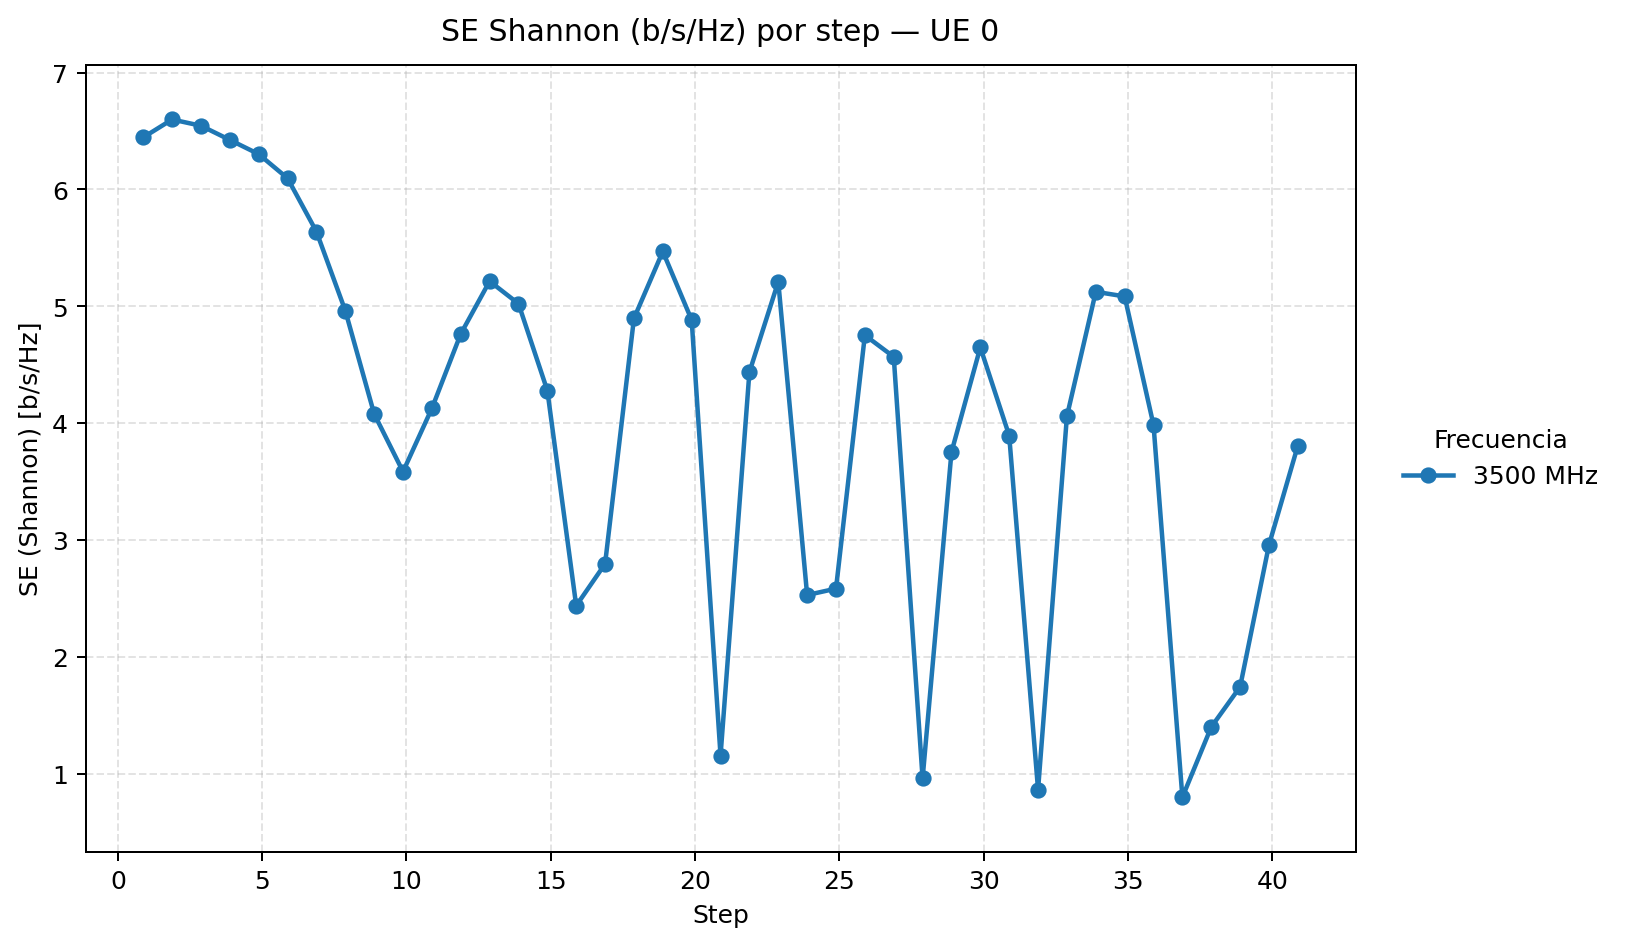 SE Shannon (b/s/Hz) por step — UE 0
SE (Shannon) [b/s/Hz]
7
6
5
4
3
2
1
0 5 10 15 20 25 30 35 40
Step
Frecuencia
3500 MHz